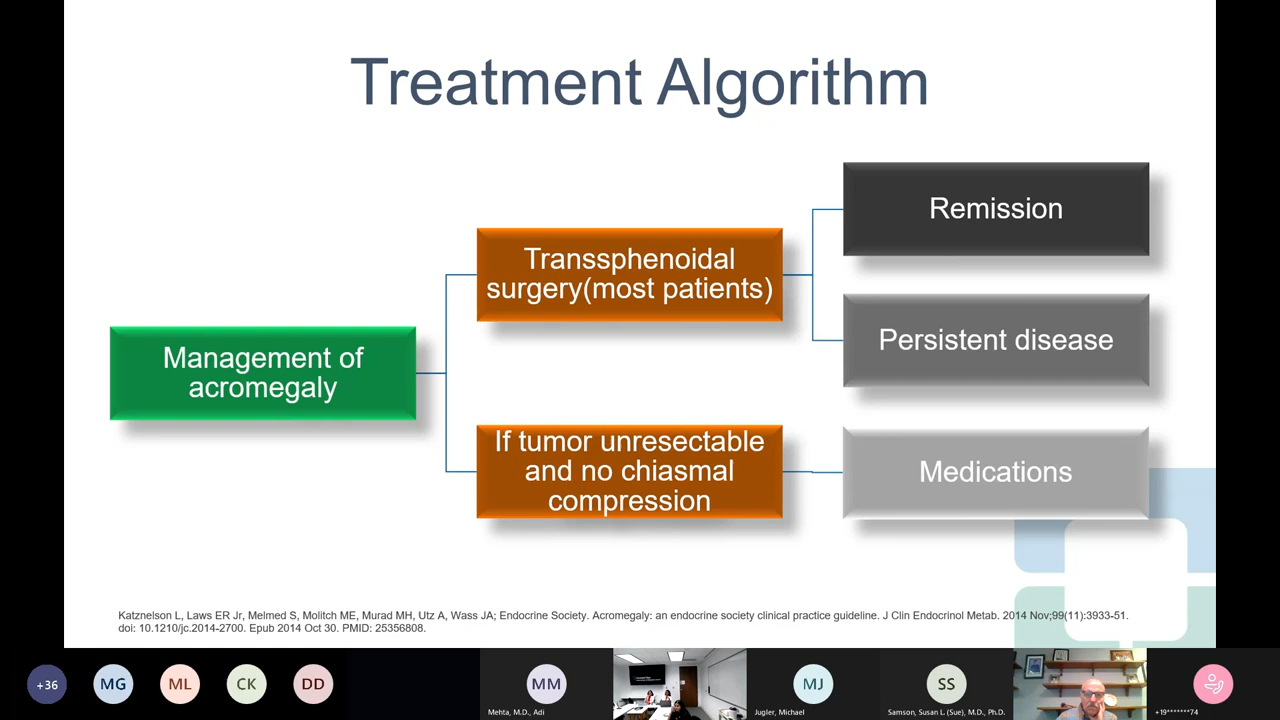 Treatment Algorithm
Remission
Transsphenoidal
surgery(most patients)
Persistent disease
Management of
acromegaly
If tumor unresectable
and no chiasmal
compression
Medications
Katznelson L, Laws ER Jr, Melmed S, Molitch ME, Murad MH, Utz A, Wass JA; Endocrine Society. Acromegaly: an endocrine society clinical practice guideline. J Clin Endocrinol Metab. 2014 Nov;99(11):3933-51.
doi: 10.1210/jc.2014-2700. Epub 2014 Oct 30. PMID: 25356808.
+36
MG
ML
CK
DD
MM
MJ
SS
Mehta, M.D., Adi
Jugler, Michael
Samson, Susan L. (Sue), M.D., Ph.D.
+19*******74